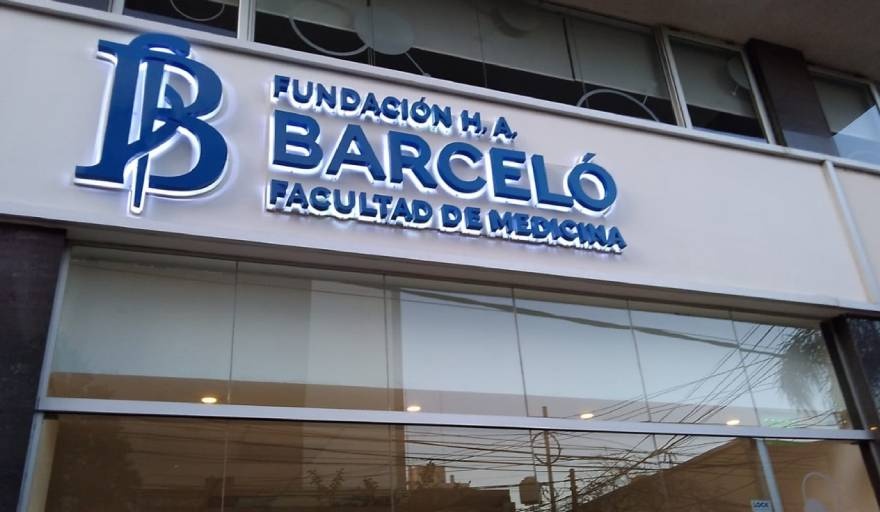 FUNDACIÓN H. A.
BARCELÓ
FACULTAD DE MEDICINA